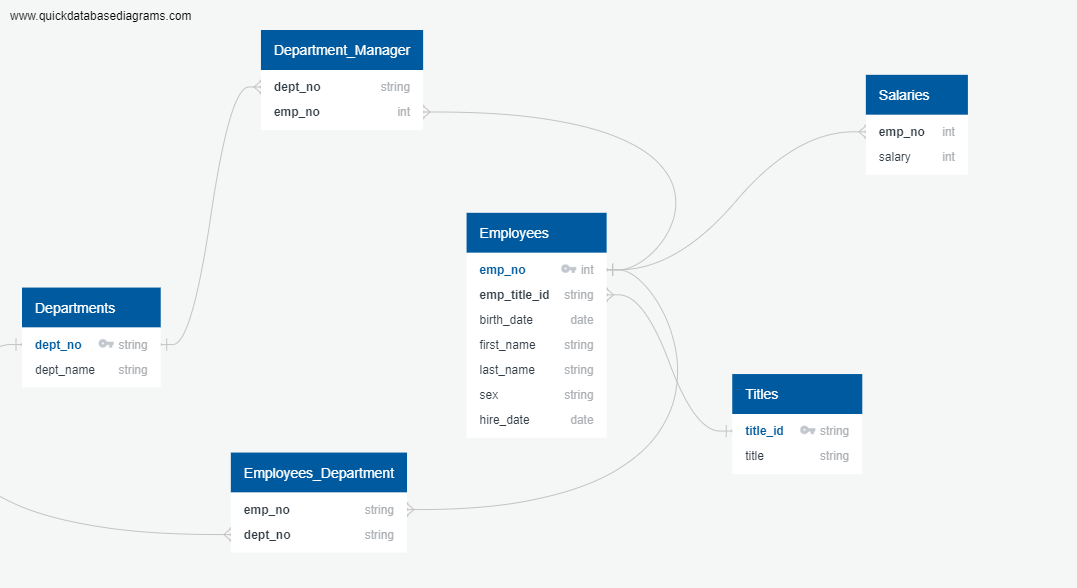 www.quickdatabasediagrams.com
Department_Manager
dept_no string
emp_no int
Salaries
emp_no int
salary int
Employees
emp_no int
emp_title_id string
birth_date date
first_name string
last_name string
sex string
hire_date date
Departments
dept_no string
dept_name string
Titles
title_id string
title string
Employees_Department
emp_no string
dept_no string